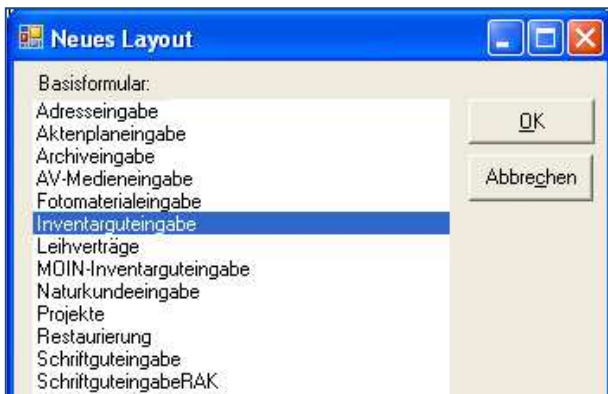 Neues Layout
Basisformular:
Adresseingabe
Aktenplaneingabe
Archiveingabe
AV-Medieneingabe
Fotomaterialeingabe
Inventarguteingabe
Leihverträge
MOIN-Inventarguteingabe
Naturkundeeingabe
Projekte
Restaurierung
Schriftguteingabe
SchriftguteingabeRAK
OK
Abbrechen